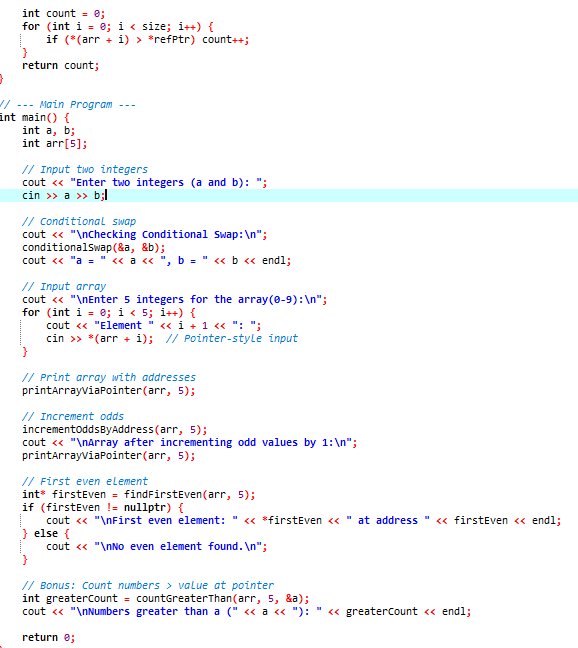 int count = 0;
    for (int i = 0; i < size; i++) {
        if (*(arr + i) > *refPtr) count++;
    }
    return count;
}
// --- Main Program ---
int main() {
    int a, b;
    int arr[5];
    // Input two integers
    cout << "Enter two integers (a and b): ";
    cin >> a >> b;
    // Conditional swap
    cout << "\nChecking Conditional Swap:\n";
    conditionalSwap(&a, &b);
    cout << "a = " << a << ", b = " << b << endl;
    // Input array
    cout << "\nEnter 5 integers for the array(0-9):\n";
    for (int i = 0; i < 5; i++) {
        cout << "Element " << i + 1 << ": ";
        cin >> *(arr + i);  // Pointer-style input
    }
    // Print array with addresses
    printArrayViaPointer(arr, 5);
    // Increment odds
    incrementOddsByAddress(arr, 5);
    cout << "\nArray after incrementing odd values by 1:\n";
    printArrayViaPointer(arr, 5);
    // First even element
    int* firstEven = findFirstEven(arr, 5);
    if (firstEven != nullptr) {
        cout << "\nFirst even element: " << *firstEven << " at address " << firstEven << endl;
    } else {
        cout << "\nNo even element found.\n";
    }
    // Bonus: Count numbers > value at pointer
    int greaterCount = countGreaterThan(arr, 5, &a);
    cout << "\nNumbers greater than a (" << a << "): " << greaterCount << endl;
    return 0;